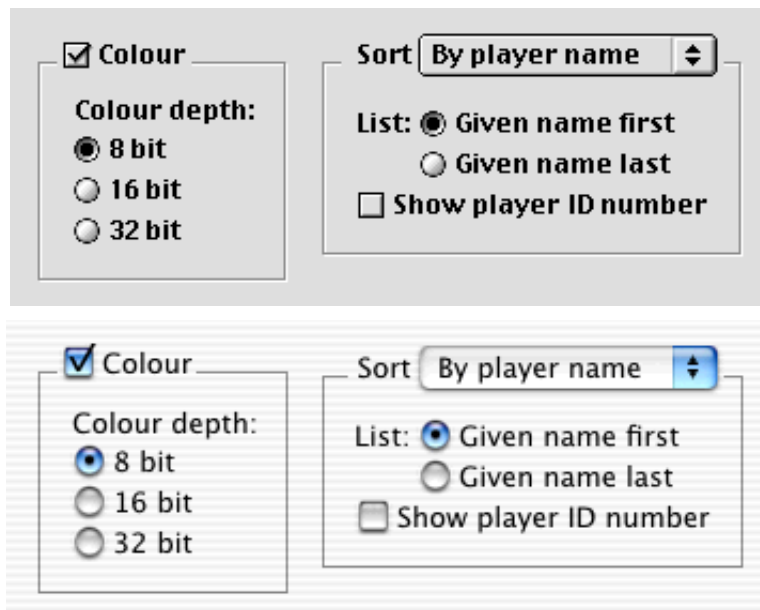 Colour
Colour depth:
8 bit
16 bit
32 bit
Sort By player name
List: Given name first
Given name last
Show player ID number
Colour
Colour depth:
8 bit
16 bit
32 bit
Sort By player name
List: Given name first
Given name last
Show player ID number